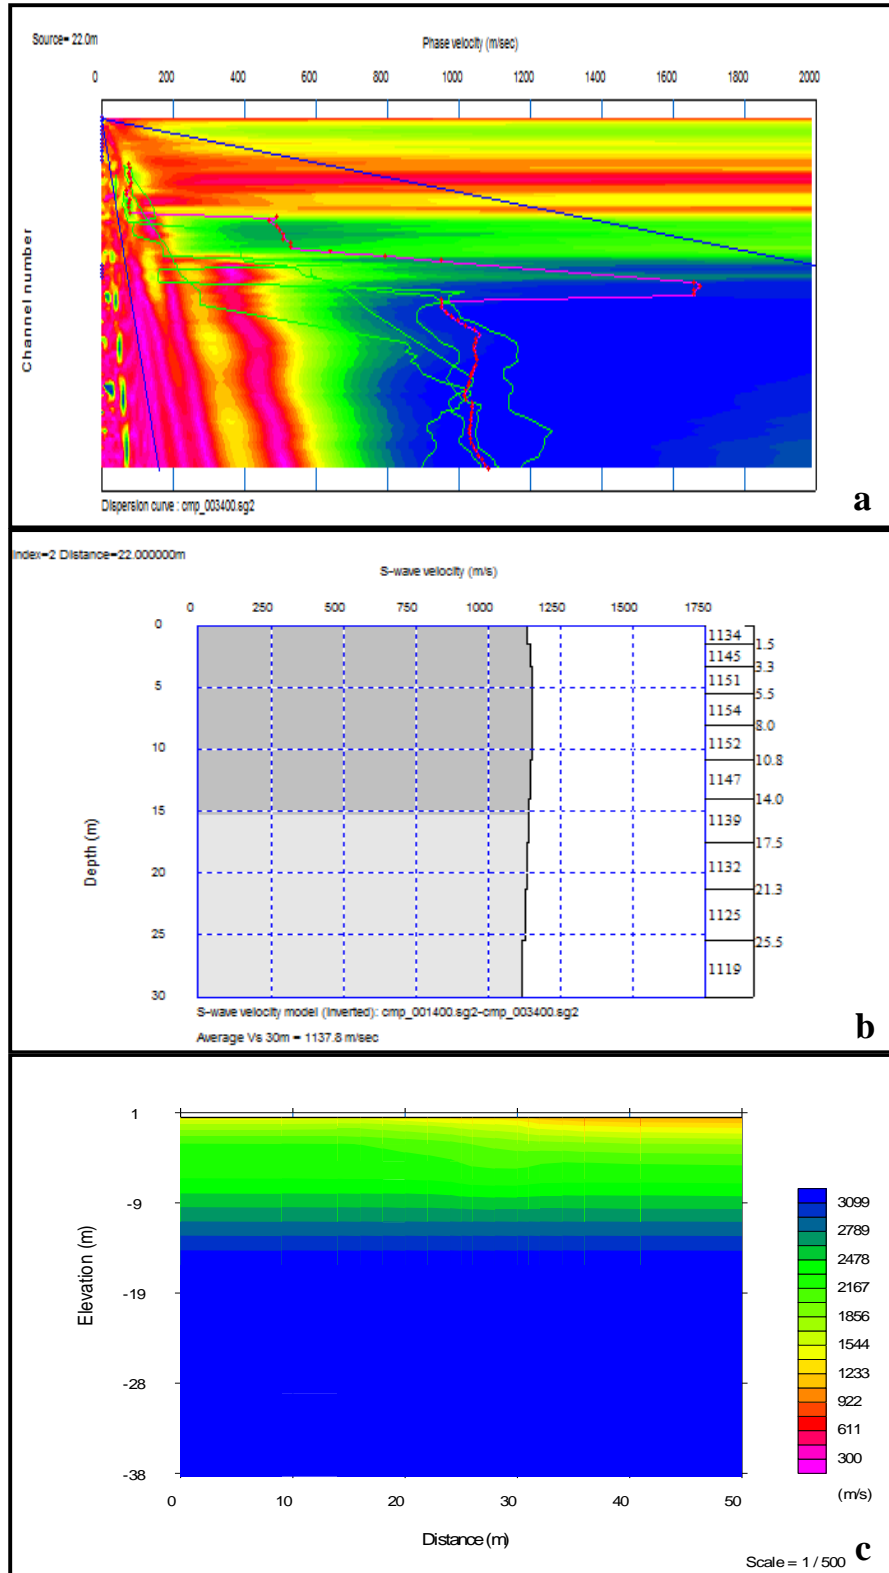 Source= 22.0m
Phase velocity (m/sec)
0 200 400 600 800 1000 1200 1400 1600 1800 2000
Channel number
Dispersion curve : cmp_003400.sg2
a
Index=2 Distance=22.000000m
S-wave velocity (m/s)
0 250 500 750 1000 1250 1500 1750
0
5
10
15
20
25
30
Depth (m)
1134
1.5
1145
3.3
1151
5.5
1154
8.0
1152
10.8
1147
14.0
1139
17.5
1132
21.3
1125
25.5
1119
S-wave velocity model (inverted): cmp_001400.sg2-cmp_003400.sg2
Average Vs 30m = 1137.8 m/sec
b
1
-9
-19
-28
-38
Elevation (m)
0 10 20 30 40 50
Distance (m)
3099
2789
2478
2167
1856
1544
1233
922
611
300
(m/s)
Scale = 1 / 500
c